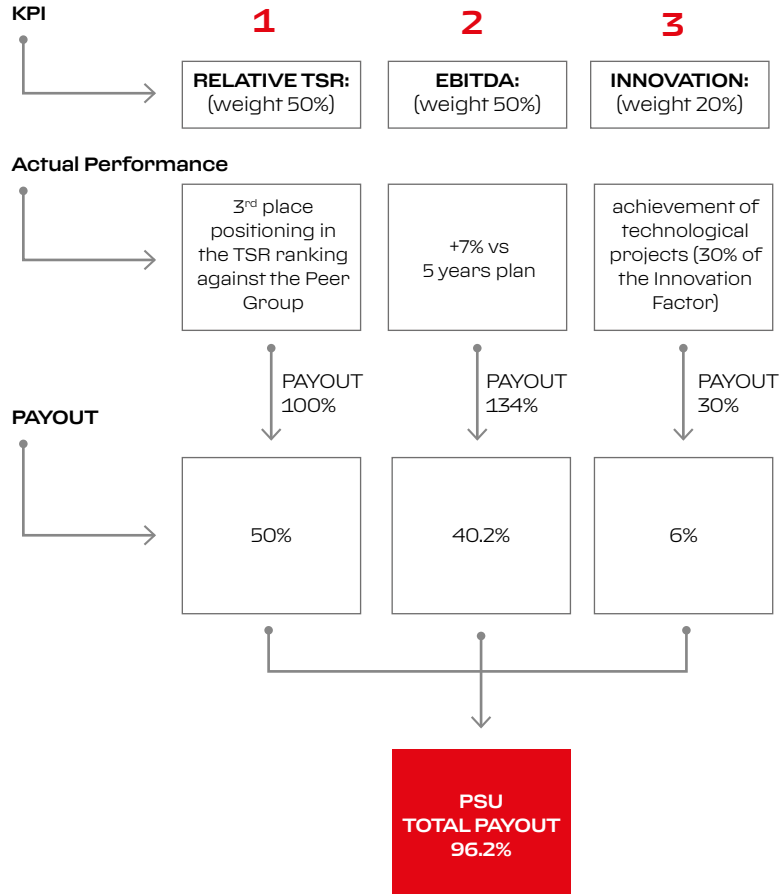 KPI
1
2
3
RELATIVE TSR:
(weight 50%)
EBITDA:
(weight 50%)
INNOVATION:
(weight 20%)
Actual Performance
3rd place
positioning in
the TSR ranking
against the Peer
Group
+7% vs
5 years plan
achievement of
technological
projects (30% of
the Innovation
Factor)
PAYOUT
100%
PAYOUT
134%
PAYOUT
30%
PAYOUT
50%
40.2%
6%
PSU
TOTAL PAYOUT
96.2%